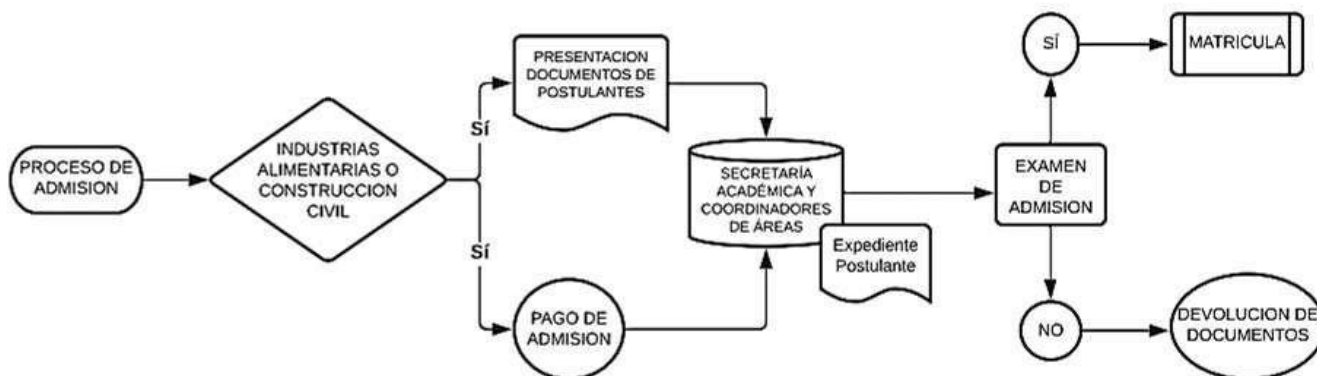 PROCESO DE
ADMISION
INDUSTRIAS
ALIMENTARIAS O
CONSTRUCCION
CIVIL
SÍ
PRESENTACION
DOCUMENTOS DE
POSTULANTES
SÍ
PAGO DE
ADMISION
SECRETARÍA
ACADÉMICA Y
COORDINADORES
DE ÁREAS
Expediente
Postulante
EXAMEN
DE
ADMISION
SÍ
MATRICULA
NO
DEVOLUCION DE
DOCUMENTOS